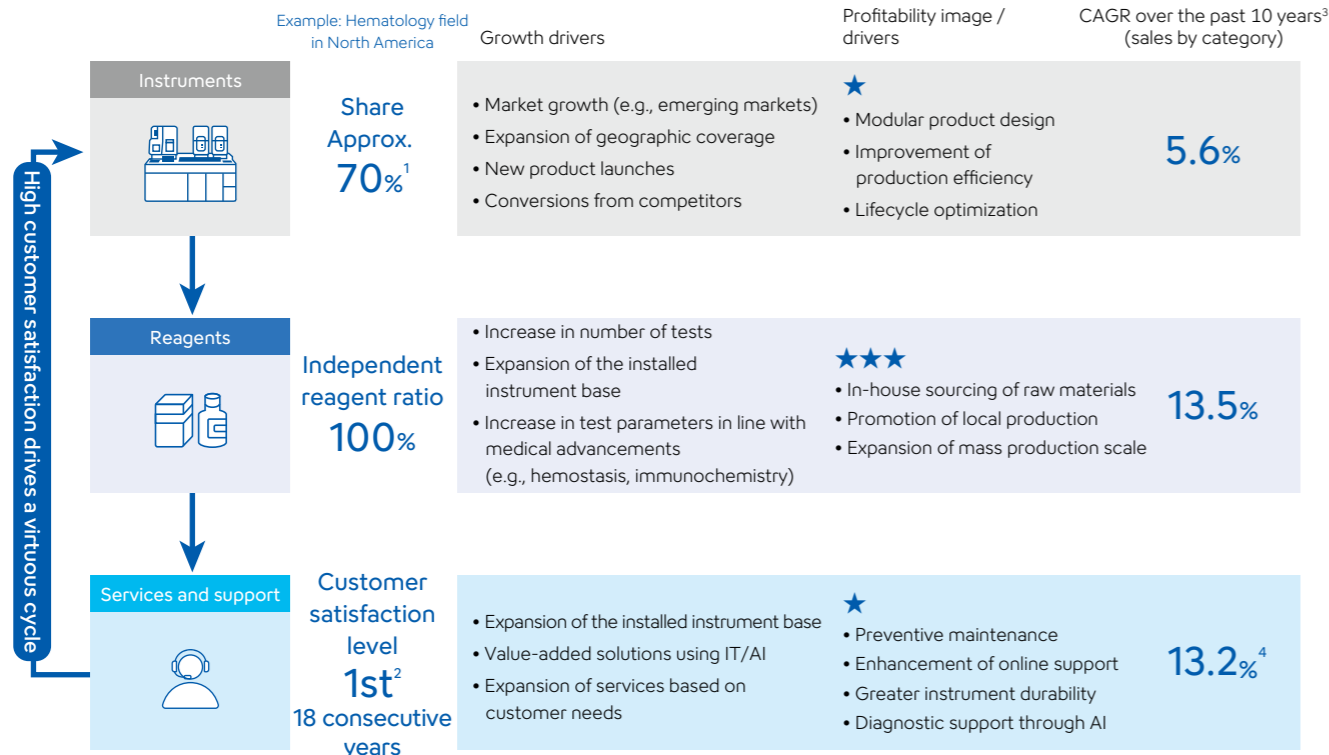 Example: Hematology field
in North America
Growth drivers
Profitability image /
drivers
CAGR over the past 10 years³
(sales by category)
High customer satisfaction drives a virtuous cycle
Instruments
Share
Approx.
70%¹
• Market growth (e.g., emerging markets)
• Expansion of geographic coverage
• New product launches
• Conversions from competitors
★
• Modular product design
• Improvement of
production efficiency
• Lifecycle optimization
5.6%
Reagents
Independent
reagent ratio
100%
• Increase in number of tests
• Expansion of the installed
instrument base
• Increase in test parameters in line with
medical advancements
(e.g., hemostasis, immunochemistry)
★★★
• In-house sourcing of raw materials
• Promotion of local production
• Expansion of mass production scale
13.5%
Services and support
Customer
satisfaction
level
1st²
18 consecutive
years
• Expansion of the installed instrument base
• Value-added solutions using IT/AI
• Expansion of services based on
customer needs
★
• Preventive maintenance
• Enhancement of online support
• Greater instrument durability
• Diagnostic support through AI
13.2%⁴